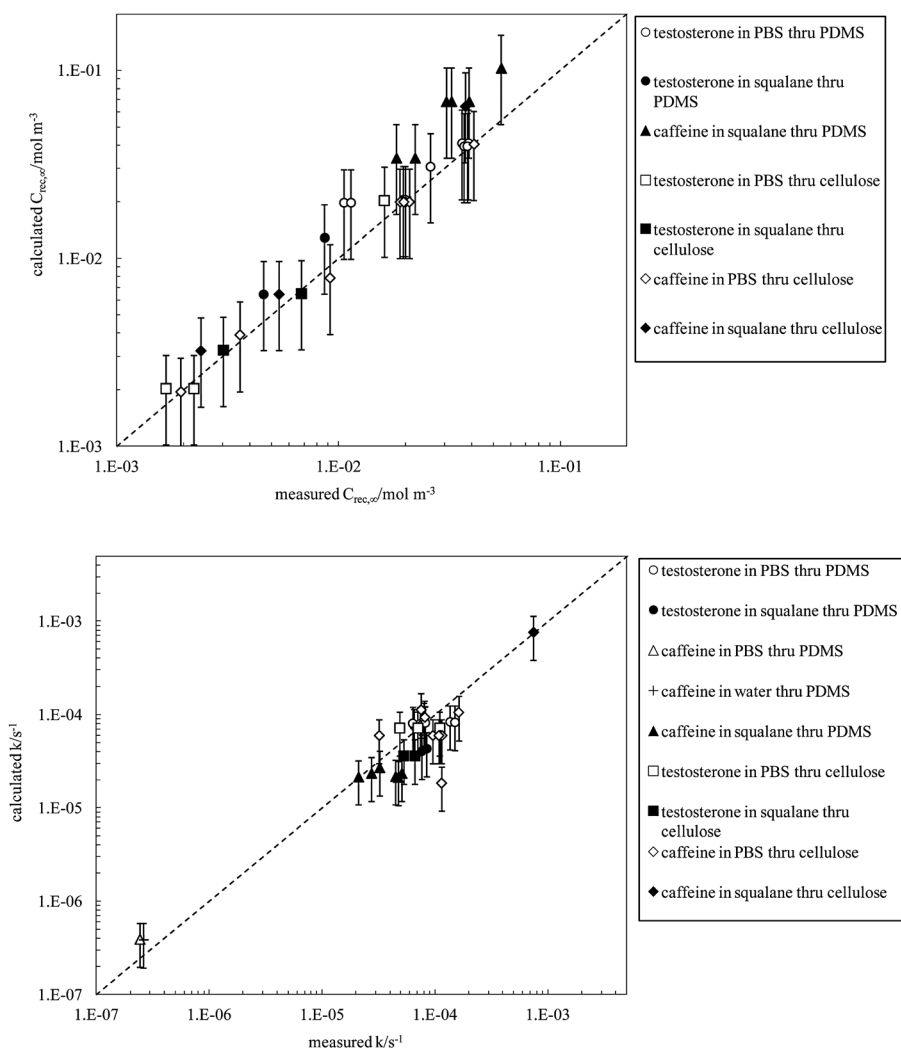 1.E-01
1.E-02
1.E-03
calculated C_rec,∞/mol m⁻³
1.E-03 1.E-02 1.E-01
measured C_rec,∞/mol m⁻³
testosterone in PBS thru PDMS
testosterone in squalane thru
PDMS
caffeine in squalane thru PDMS
testosterone in PBS thru cellulose
testosterone in squalane thru
cellulose
caffeine in PBS thru cellulose
caffeine in squalane thru cellulose
1.E-03
1.E-04
1.E-05
1.E-06
1.E-07
calculated k/s⁻¹
1.E-07 1.E-06 1.E-05 1.E-04 1.E-03
measured k/s⁻¹
testosterone in PBS thru PDMS
testosterone in squalane thru PDMS
caffeine in PBS thru PDMS
caffeine in water thru PDMS
caffeine in squalane thru PDMS
testosterone in PBS thru cellulose
testosterone in squalane thru
cellulose
caffeine in PBS thru cellulose
caffeine in squalane thru cellulose